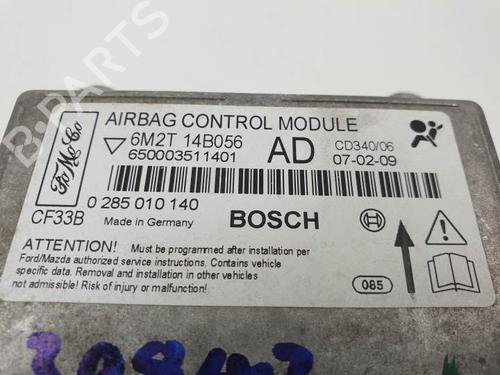 AIRBAG CONTROL MODULE
6M2T 14B056 AD CD340/06
650003511401 07-02-09
FoMoCo
0 285 010 140
CF33B Made in Germany BOSCH
ATTENTION! Must be programmed after installation per
Ford/Mazda authorized service instructions. Contains vehicle
specific data. Removal and installation in other vehicles
not admissible! Risk of injury or malfunction!
085
B-PARTS